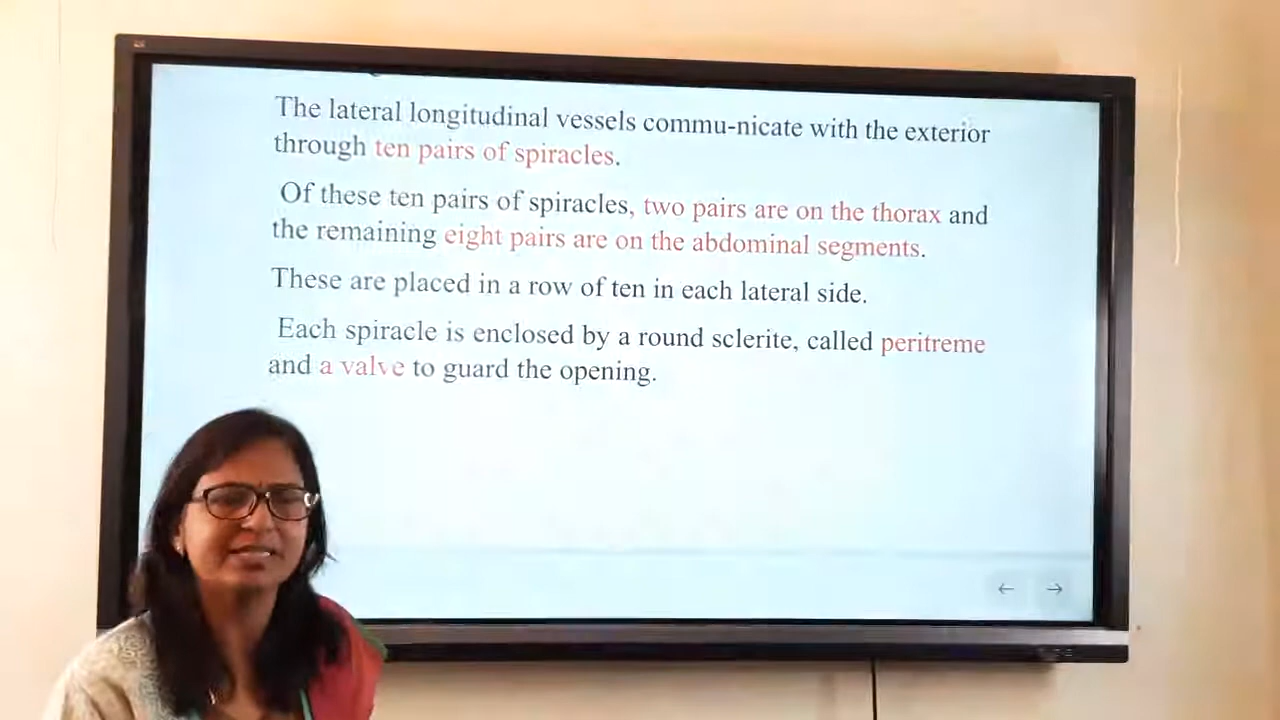 The lateral longitudinal vessels commu-nicate with the exterior
through ten pairs of spiracles.
Of these ten pairs of spiracles, two pairs are on the thorax and
the remaining eight pairs are on the abdominal segments.
These are placed in a row of ten in each lateral side.
Each spiracle is enclosed by a round sclerite, called peritreme
and a valve to guard the opening.